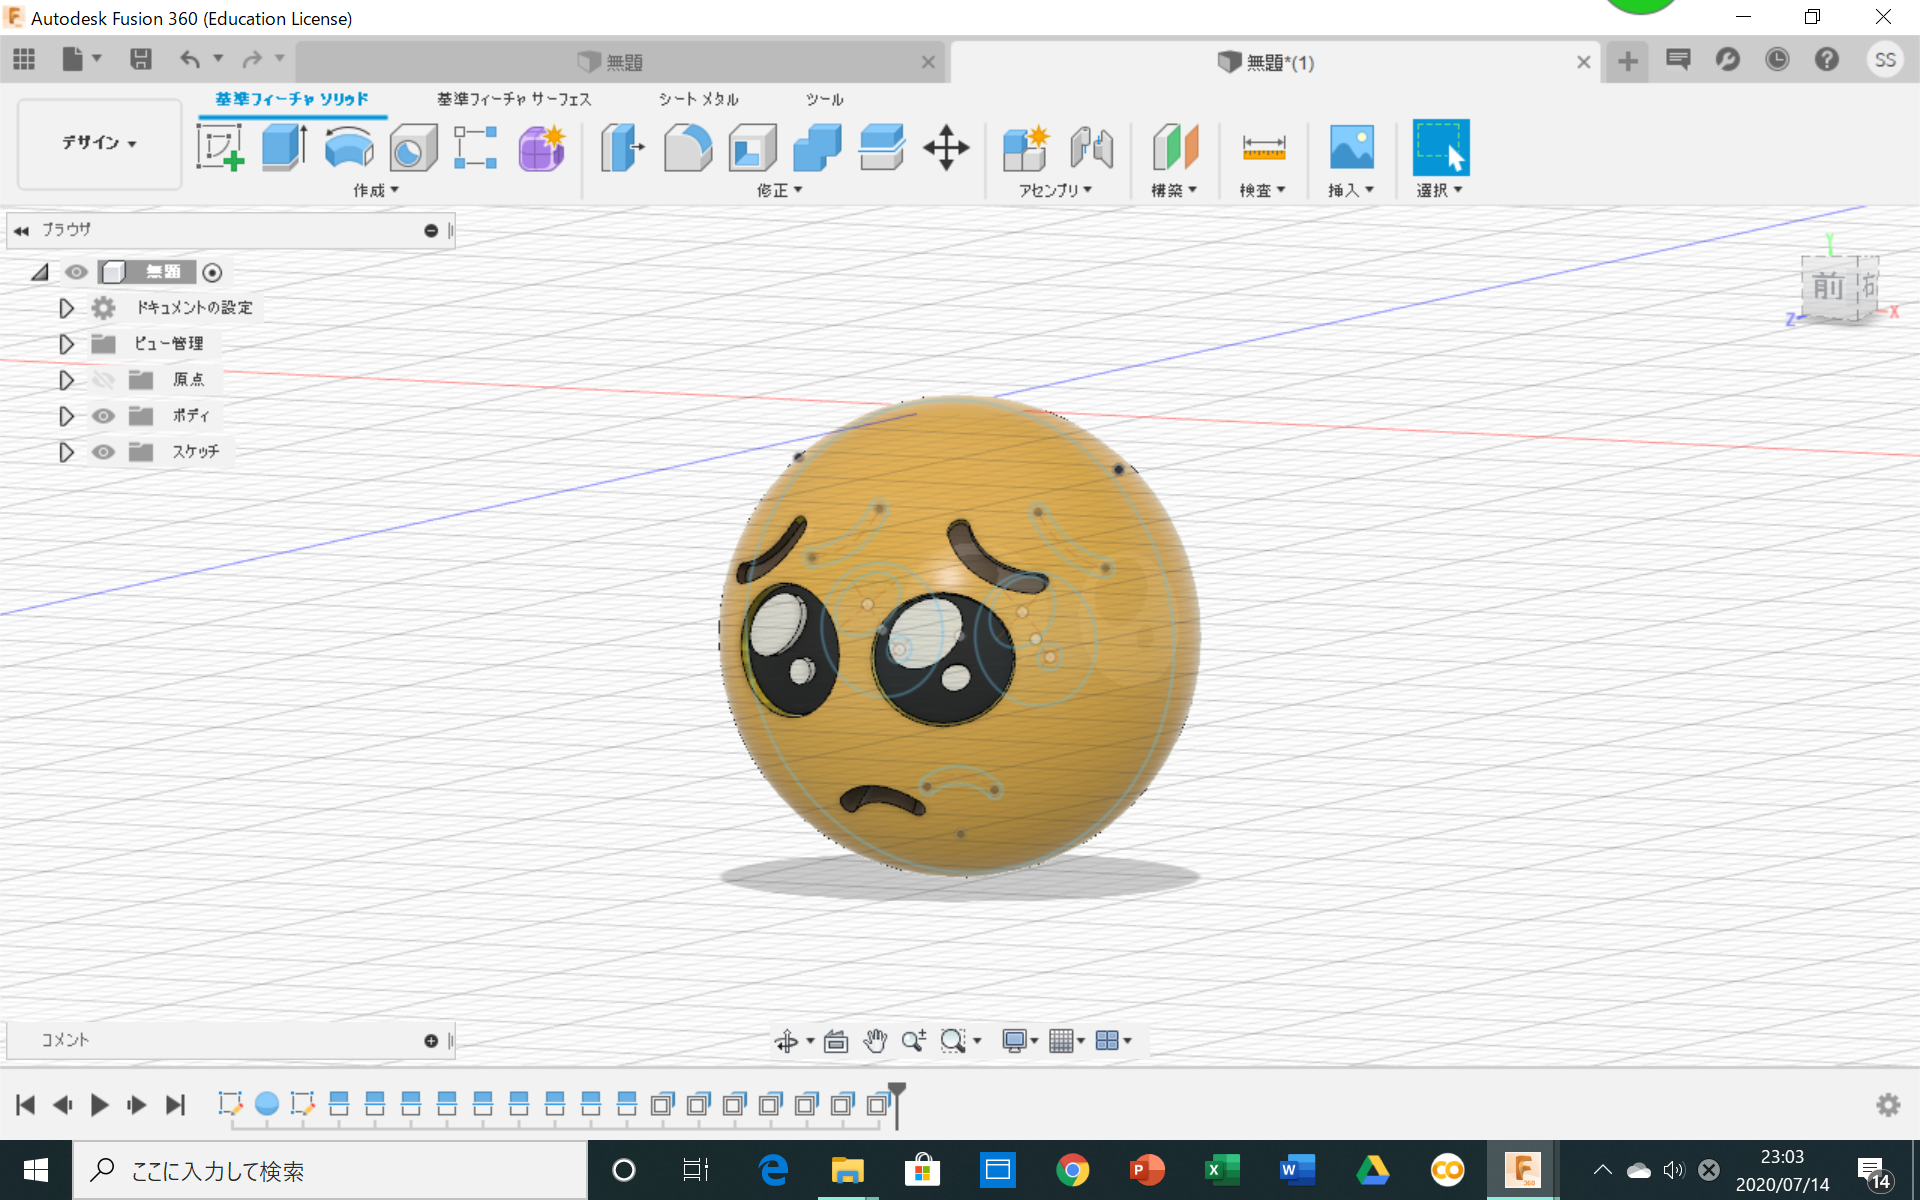 Autodesk Fusion 360 (Education License)
無題
無題*(1)
SS
デザイン
基準フィーチャ ソリッド
基準フィーチャ サーフェス
シート メタル
ツール
作成
修正
アセンブリ
構築
検査
挿入
選択
ブラウザ
無題
ドキュメントの設定
ビュー管理
原点
ボディ
スケッチ
Y
前
右
Z
X
コメント
ここに入力して検索
23:03
2020/07/14
14